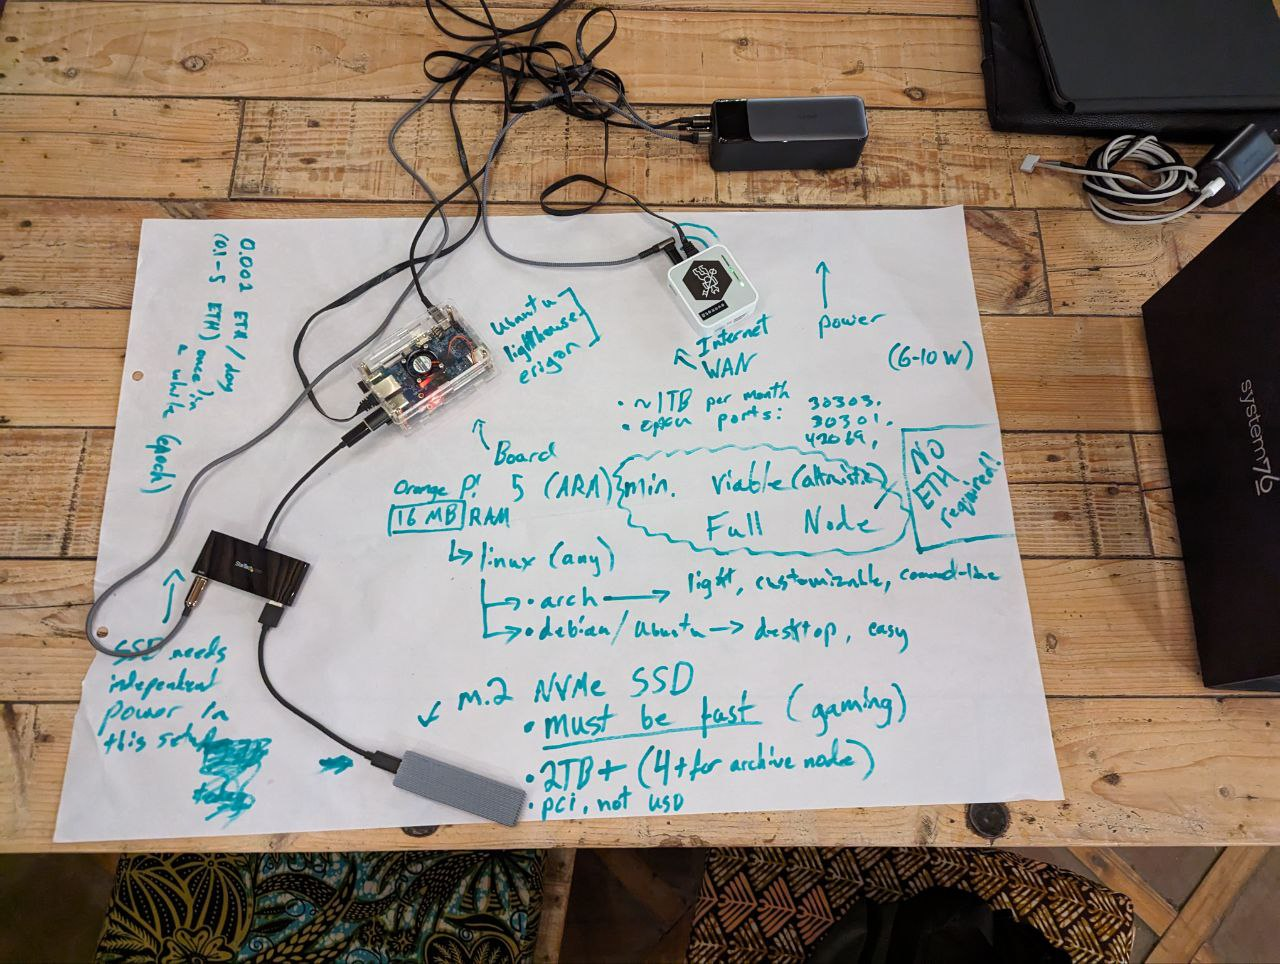 0.002 ETH/day
(0.1-5 ETH) once in
a while (epoch)
ubuntu
lighthouse
erigon
Internet
WAN
power
(6-10 W)
• ~1TB per month
• open ports:
30303,
30301,
42069,
Board
Orange Pi 5 (ARM)
16 MB RAM
min. viable (altruistic)
Full Node
NO
ETH
required!!
linux (any)
• arch → light, customizable, command-line
• debian/ubuntu → desktop, easy
SSD needs
independent
power in
this setup
m.2 NVMe SSD
• must be fast (gaming)
• 2TB+ (4+ for archive node)
• pci, not USD
StarTech
system76